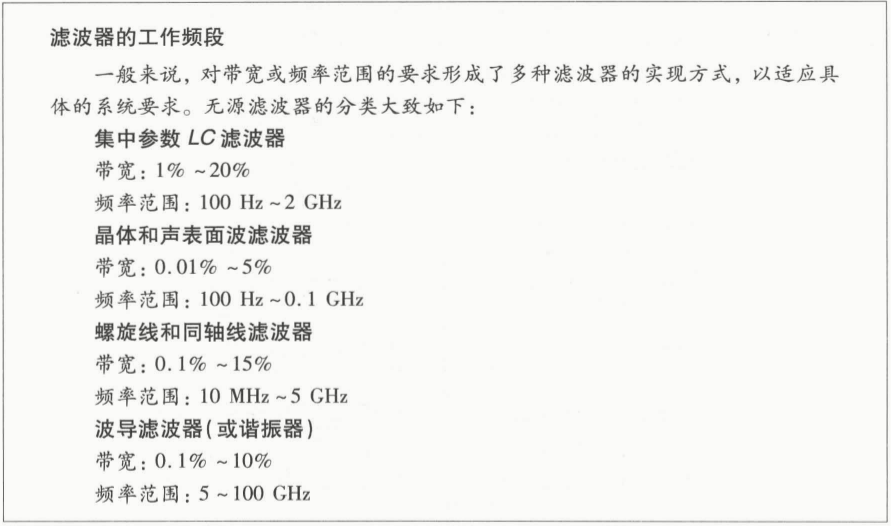 滤波器的工作频段
一般来说，对带宽或频率范围的要求形成了多种滤波器的实现方式，以适应具
体的系统要求。无源滤波器的分类大致如下：
集中参数 LC 滤波器
带宽：1% ~20%
频率范围：100 Hz ~ 2 GHz
晶体和声表面波滤波器
带宽：0.01% ~5%
频率范围：100 Hz ~0.1 GHz
螺旋线和同轴线滤波器
带宽：0.1% ~15%
频率范围：10 MHz ~ 5 GHz
波导滤波器(或谐振器)
带宽：0.1% ~10%
频率范围：5 ~ 100 GHz